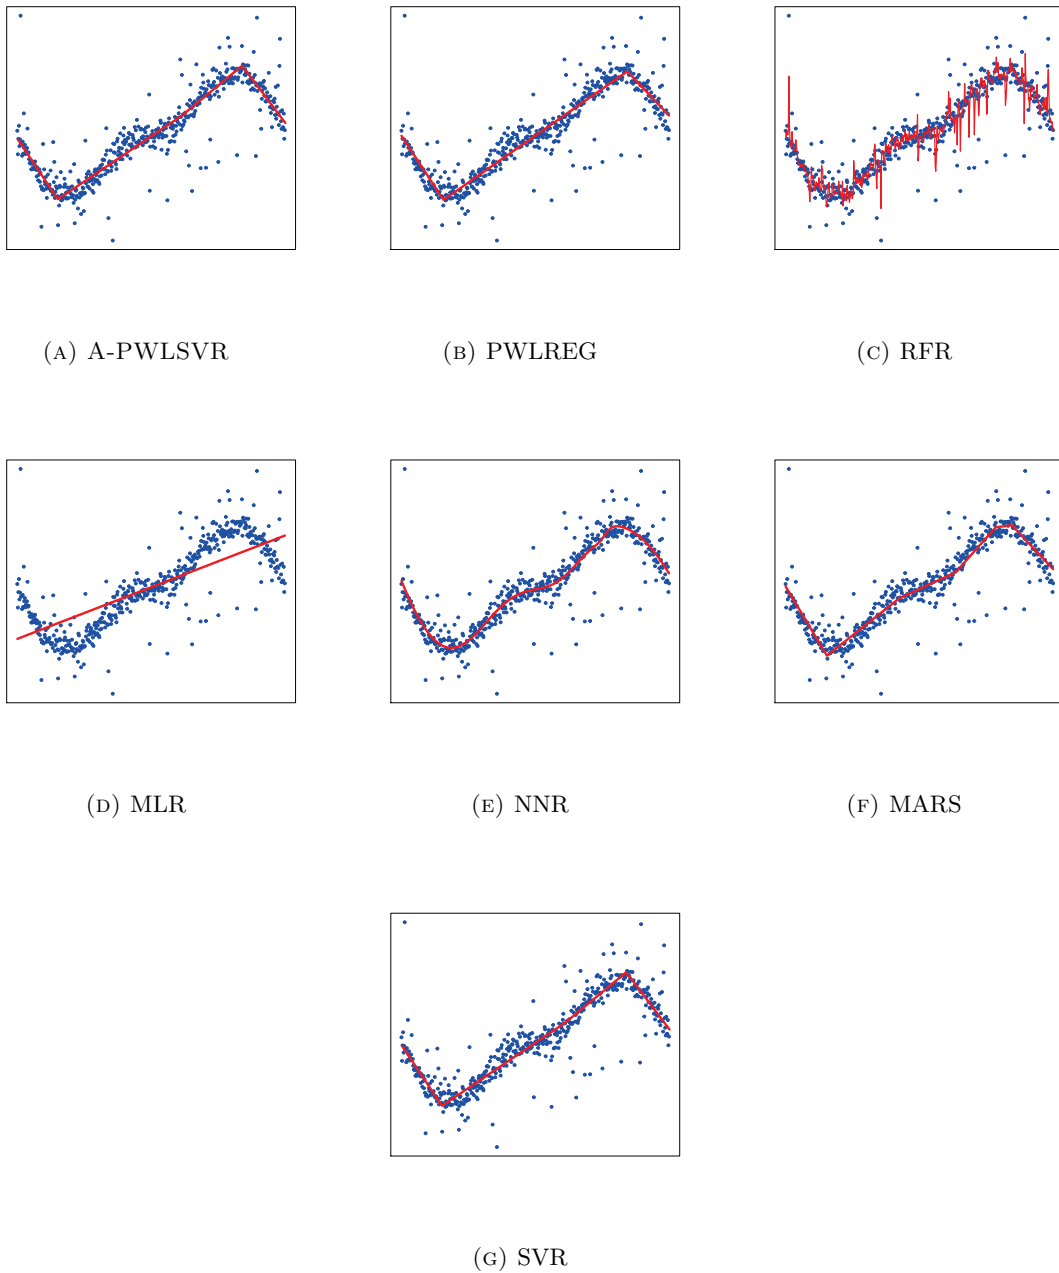 (A) A-PWLSVR
(B) PWLREG
(C) RFR
(D) MLR
(E) NNR
(F) MARS
(G) SVR